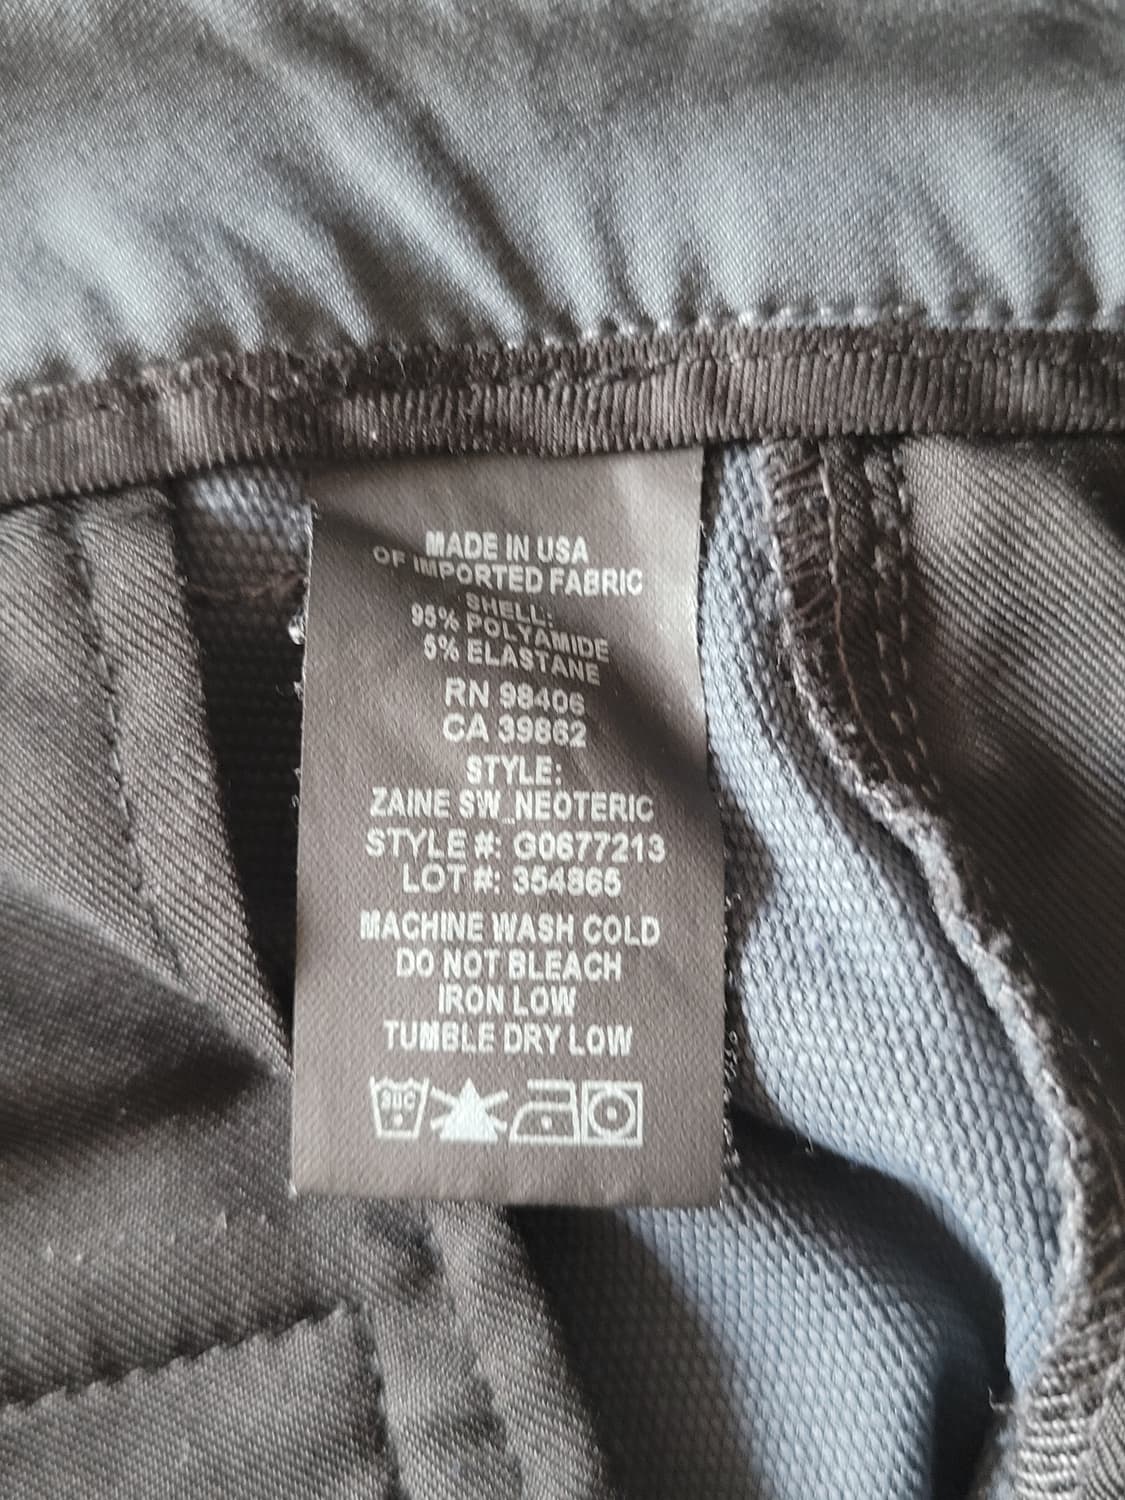 MADE IN USA
OF IMPORTED FABRIC
SHELL:
95% POLYAMIDE
5% ELASTANE
RN 98406
CA 39862
STYLE:
ZAINE SW_NEOTERIC
STYLE #: G0677213
LOT #: 354865
MACHINE WASH COLD
DO NOT BLEACH
IRON LOW
TUMBLE DRY LOW